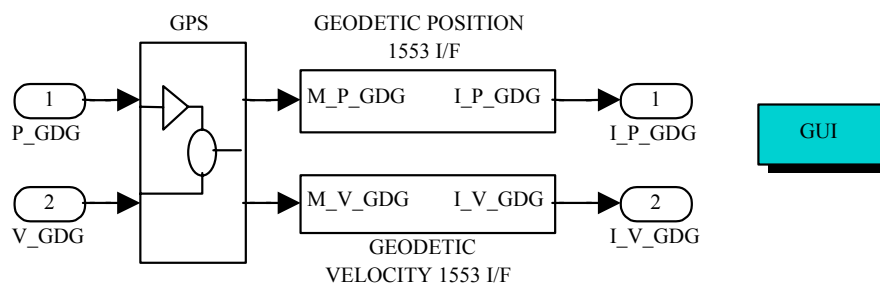 GPS
GEODETIC POSITION
1553 I/F
1
P_GDG
M_P_GDG I_P_GDG
1
I_P_GDG
GUI
2
V_GDG
M_V_GDG I_V_GDG
2
I_V_GDG
GEODETIC
VELOCITY 1553 I/F